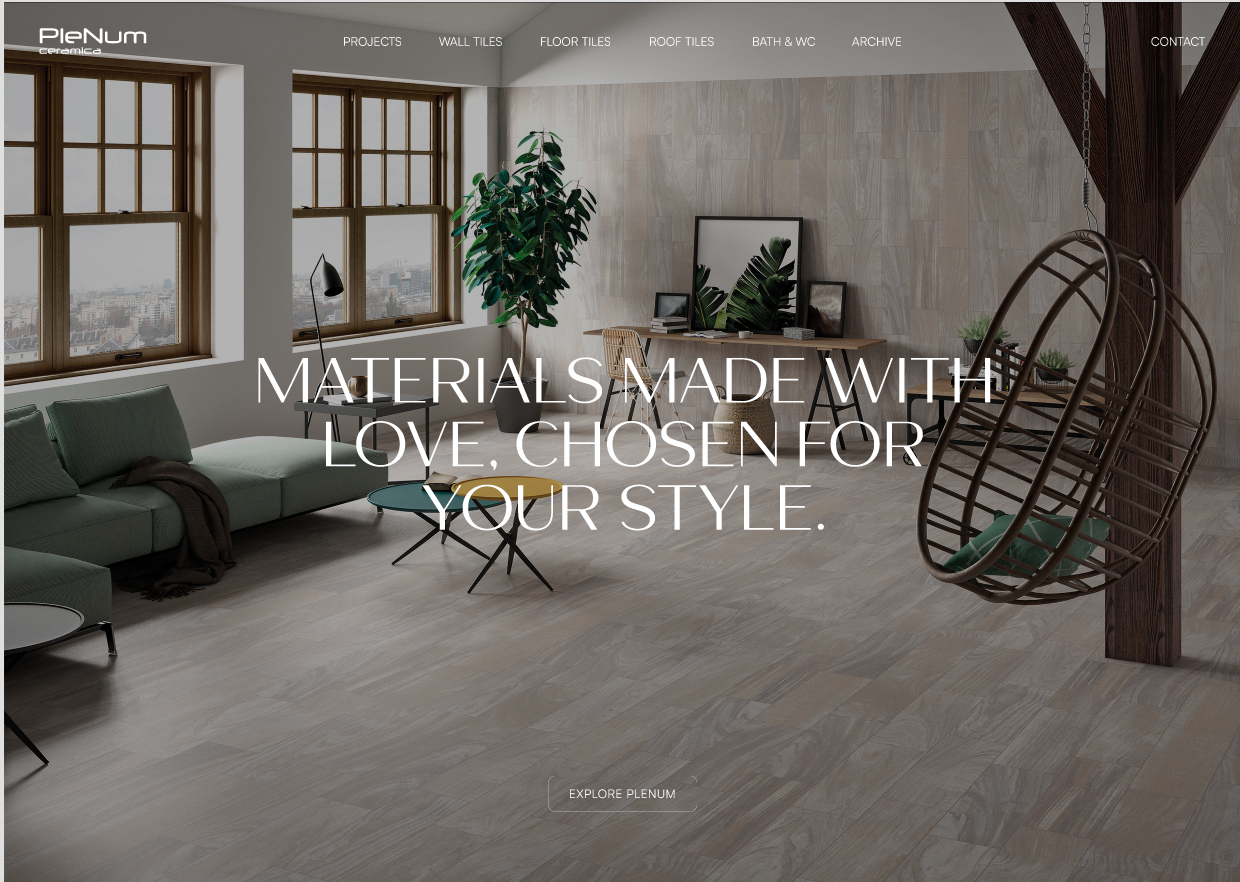 PleNum
ceramica
PROJECTS
WALL TILES
FLOOR TILES
ROOF TILES
BATH & WC
ARCHIVE
CONTACT
MATERIALS MADE WITH
LOVE, CHOSEN FOR
YOUR STYLE.
EXPLORE PLENUM